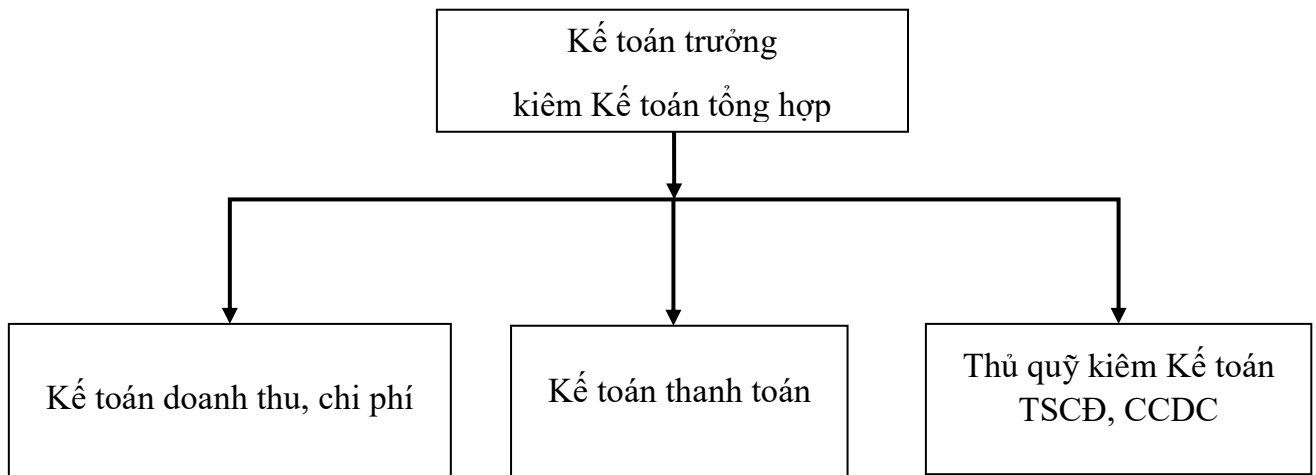 Kế toán trưởng
kiêm Kế toán tổng hợp
Kế toán doanh thu, chi phí
Kế toán thanh toán
Thủ quỹ kiêm Kế toán
TSCĐ, CCDC